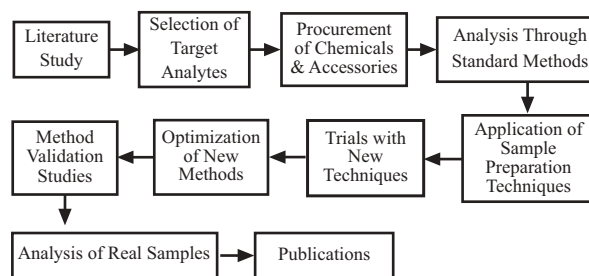 Literature
Study
Selection of
Target
Analytes
Procurement
of Chemicals
& Accessories
Analysis Through
Standard Methods
Application of
Sample
Preparation
Techniques
Trials with
New
Techniques
Optimization
of New
Methods
Method
Validation
Studies
Analysis of Real Samples
Publications